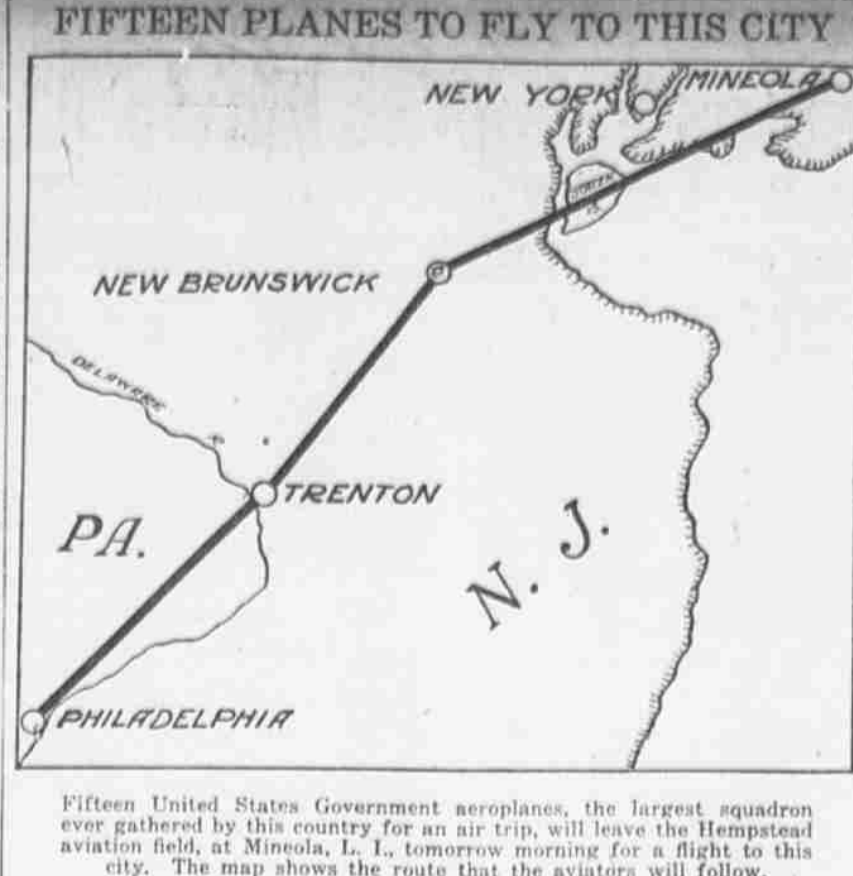 FIFTEEN PLANES TO FLY TO THIS CITY
NEW YORK
MINEOLA
STATEN
IS.
NEW BRUNSWICK
DELAWARE
TRENTON
PA.
N. J.
PHILADELPHIA
Fifteen United States Government aeroplanes, the largest squadron
ever gathered by this country for an air trip, will leave the Hempstead
aviation field, at Mineola, L. I., tomorrow morning for a flight to this
city. The map shows the route that the aviators will follow.